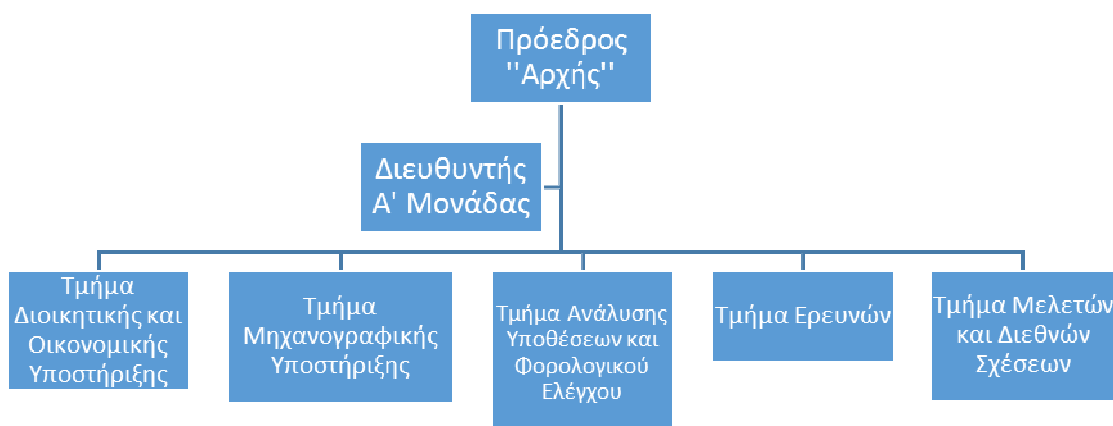 Πρόεδρος
''Αρχής''
Διευθυντής
Α' Μονάδας
Τμήμα
Διοικητικής και
Οικονομικής
Υποστήριξης
Τμήμα
Μηχανογραφικής
Υποστήριξης
Τμήμα Ανάλυσης
Υποθέσεων και
Φορολογικού
Ελέγχου
Τμήμα Ερευνών
Τμήμα Μελετών
και Διεθνών
Σχέσεων